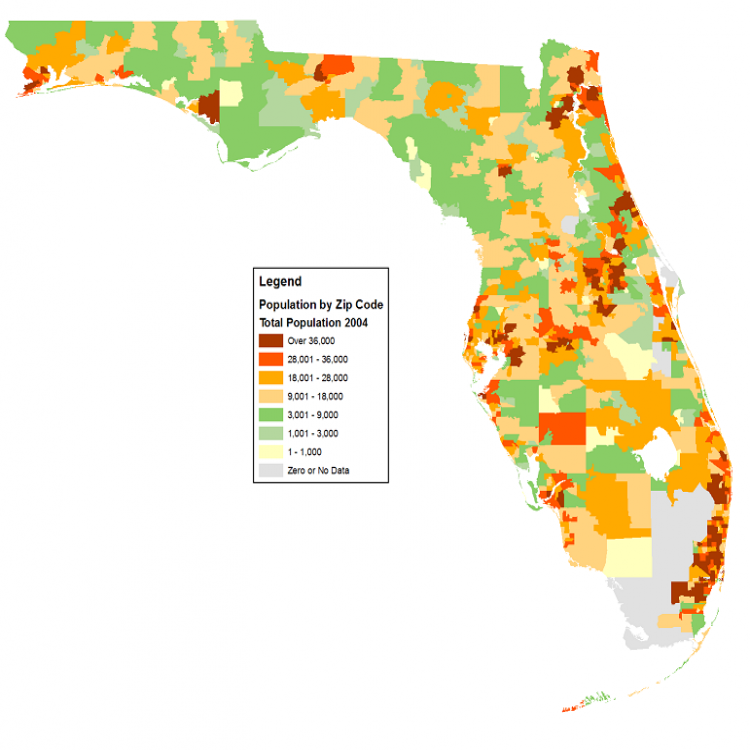 Legend
Population by Zip Code
Total Population 2004
Over 36,000
28,001 - 36,000
18,001 - 28,000
9,001 - 18,000
3,001 - 9,000
1,001 - 3,000
1 - 1,000
Zero or No Data